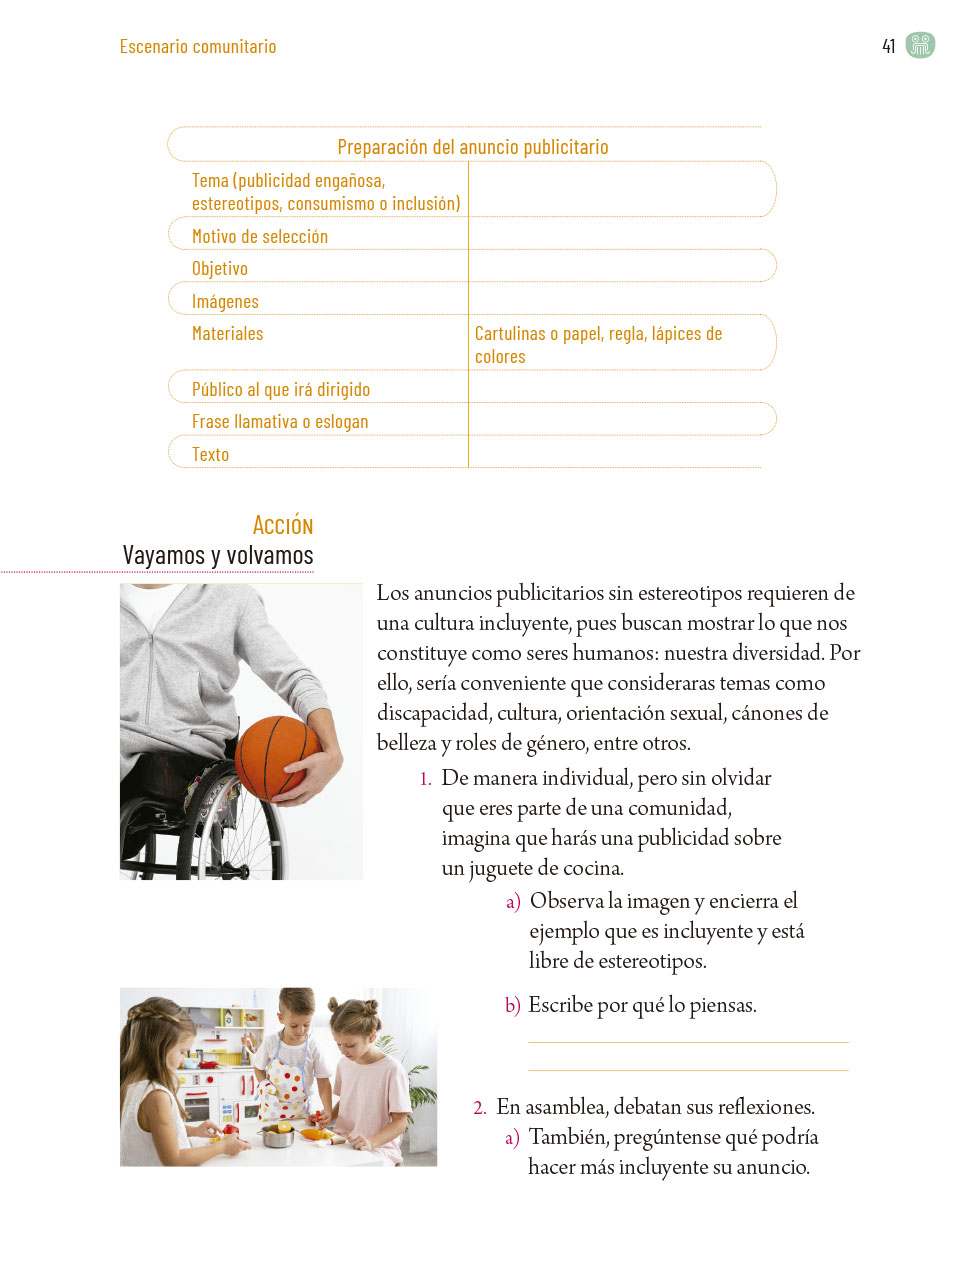 Escenario comunitario
41
Preparación del anuncio publicitario
Tema (publicidad engañosa,
estereotipos, consumismo o inclusión)
Motivo de selección
Objetivo
Imágenes
Materiales
Cartulinas o papel, regla, lápices de
colores
Público al que irá dirigido
Frase llamativa o eslogan
Texto
Acción
Vayamos y volvamos
Los anuncios publicitarios sin estereotipos requieren de
una cultura incluyente, pues buscan mostrar lo que nos
constituye como seres humanos: nuestra diversidad. Por
ello, sería conveniente que consideraras temas como
discapacidad, cultura, orientación sexual, cánones de
belleza y roles de género, entre otros.
1. De manera individual, pero sin olvidar
que eres parte de una comunidad,
imagina que harás una publicidad sobre
un juguete de cocina.
a) Observa la imagen y encierra el
ejemplo que es incluyente y está
libre de estereotipos.
b) Escribe por qué lo piensas.
2. En asamblea, debatan sus reflexiones.
a) También, pregúntense qué podría
hacer más incluyente su anuncio.